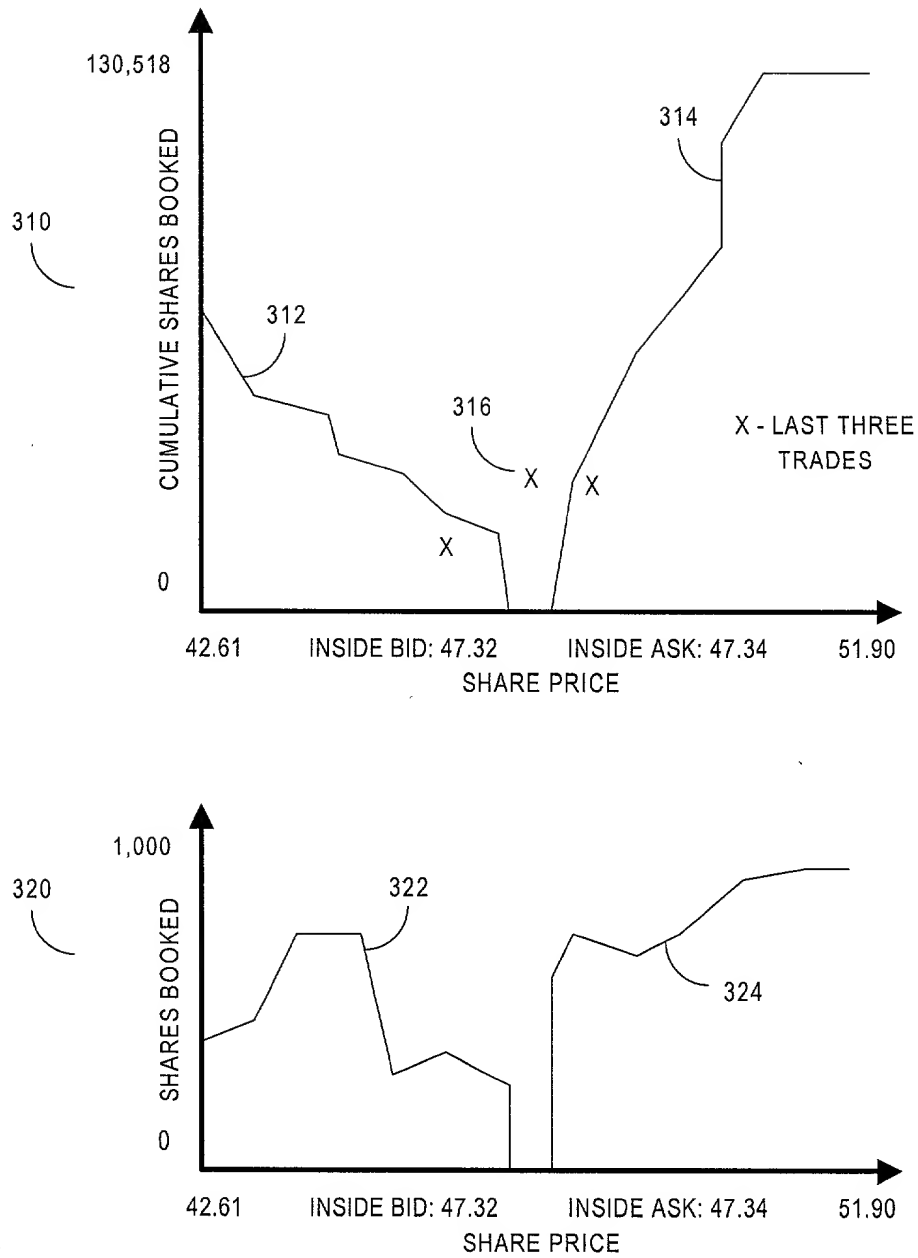 130,518
314
310
CUMULATIVE SHARES BOOKED
312
316
X
X
X
X - LAST THREE
TRADES
0
42.61 INSIDE BID: 47.32 INSIDE ASK: 47.34 51.90
SHARE PRICE
1,000
320
SHARES BOOKED
322
324
0
42.61 INSIDE BID: 47.32 INSIDE ASK: 47.34 51.90
SHARE PRICE